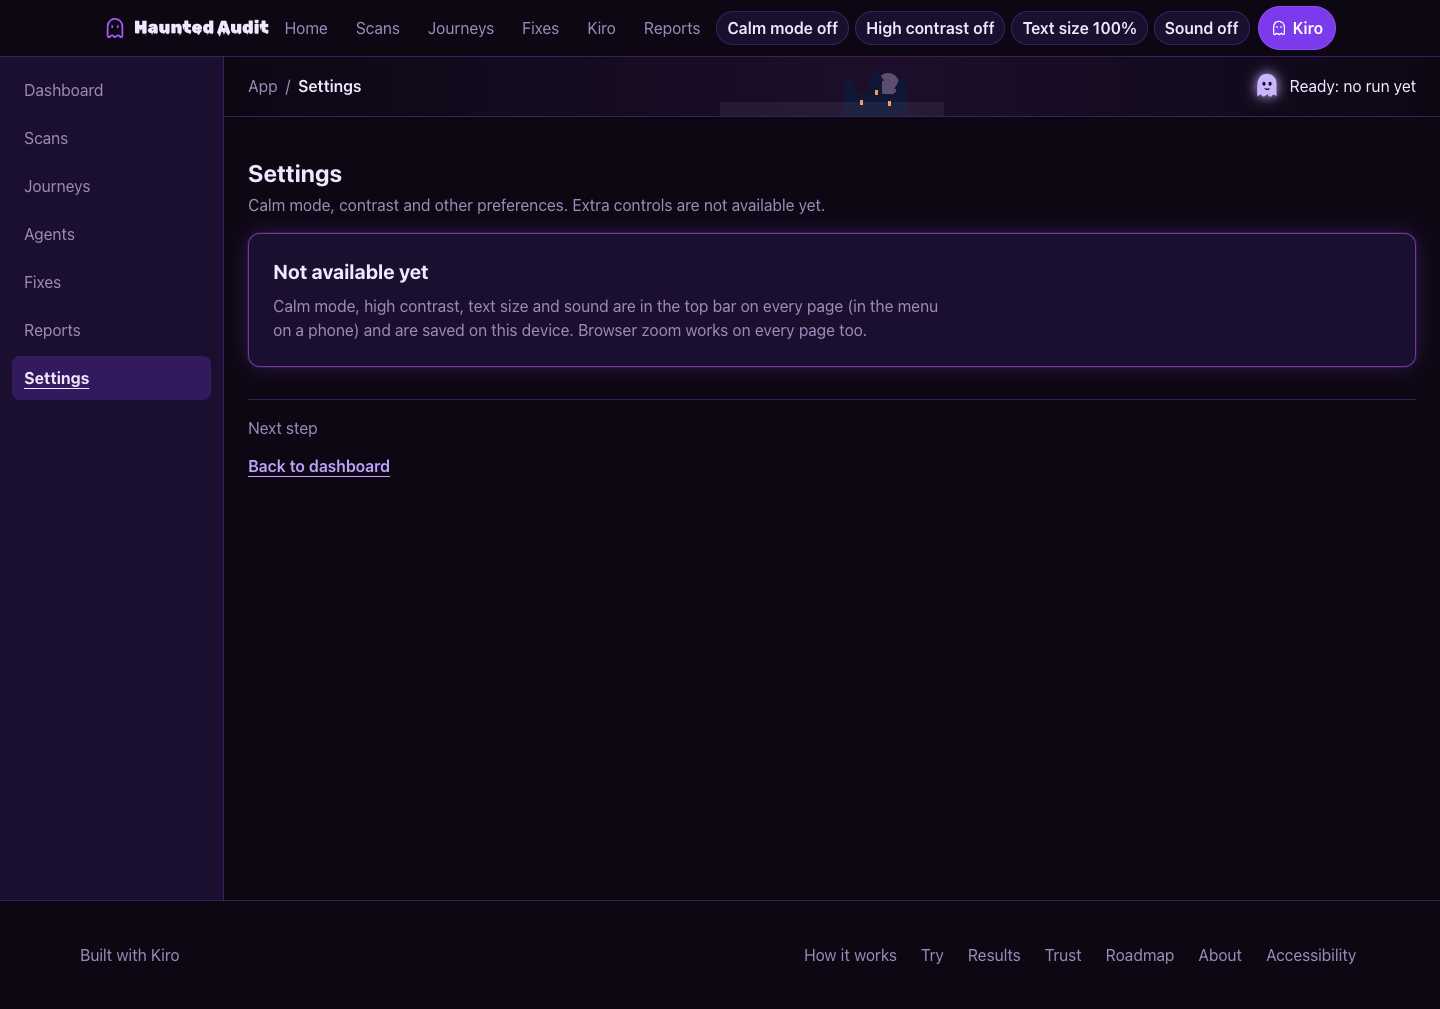 Haunted Audit
Home
Scans
Journeys
Fixes
Kiro
Reports
Calm mode off
High contrast off
Text size 100%
Sound off
Kiro
Dashboard
Scans
Journeys
Agents
Fixes
Reports
Settings
App / Settings
Ready: no run yet
Settings
Calm mode, contrast and other preferences. Extra controls are not available yet.
Not available yet
Calm mode, high contrast, text size and sound are in the top bar on every page (in the menu
on a phone) and are saved on this device. Browser zoom works on every page too.
Next step
Back to dashboard
Built with Kiro
How it works
Try
Results
Trust
Roadmap
About
Accessibility